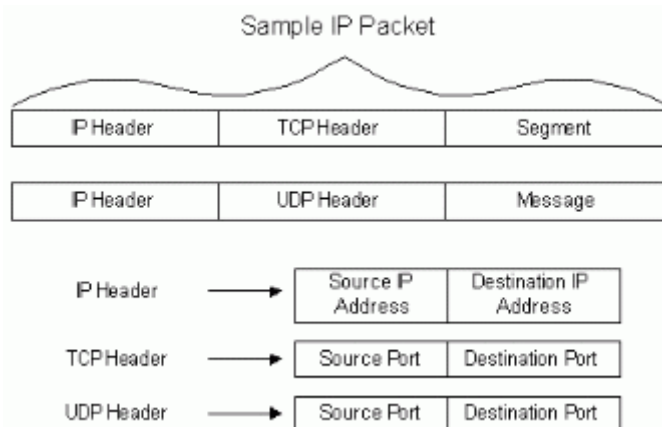 Sample IP Packet
IP Header TCP Header Segment
IP Header UDP Header Message
IP Header Source IP Address Destination IP Address
TCP Header Source Port Destination Port
UDP Header Source Port Destination Port